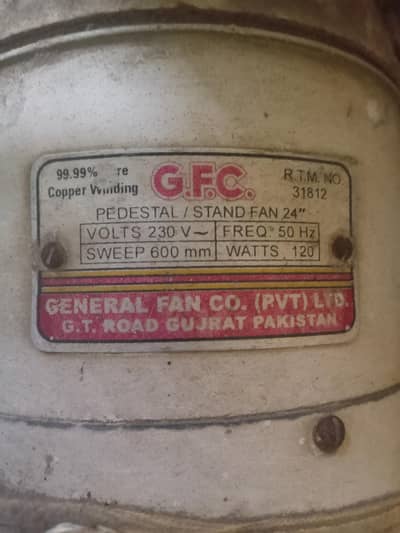 99.99% re
Copper Winding
G.F.C.
R.T.M. NO.
31812
PEDESTAL / STAND FAN 24"
VOLTS 230 V~ FREQ° 50 Hz
SWEEP 600 mm WATTS 120
GENERAL FAN CO. (PVT) LTD.
G.T. ROAD GUJRAT PAKISTAN